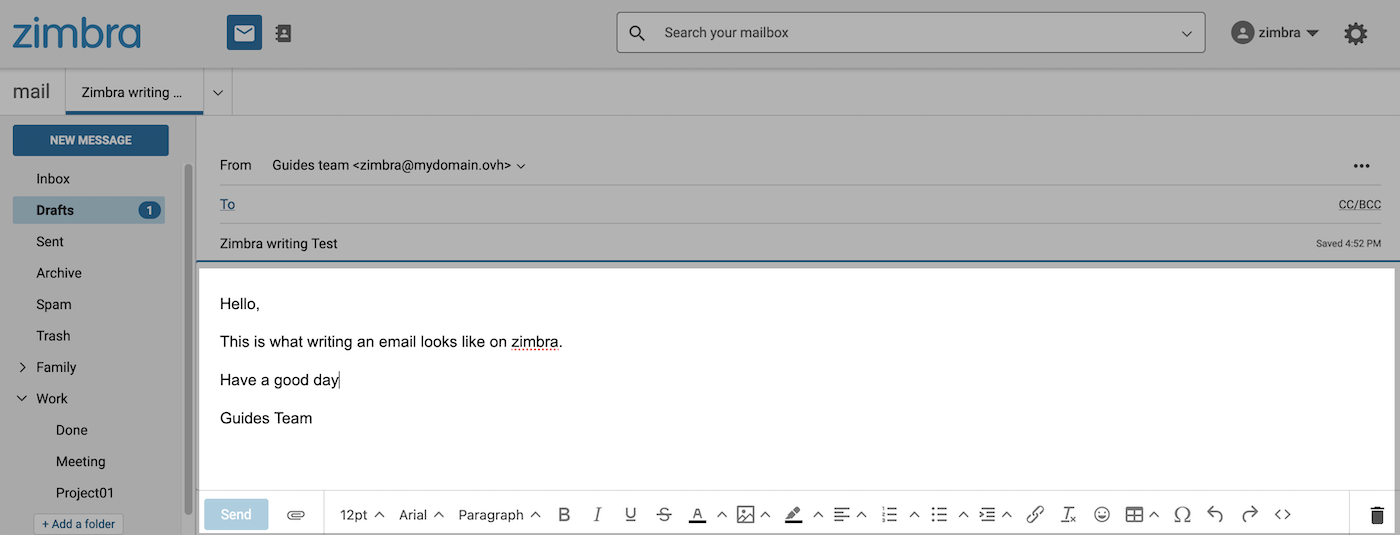 zimbra
Search your mailbox
zimbra
mail
Zimbra writing ...
NEW MESSAGE
Inbox
Drafts 1
Sent
Archive
Spam
Trash
Family
Work
Done
Meeting
Project01
+ Add a folder
From Guides team <zimbra@mydomain.ovh>
To CC/BCC
Zimbra writing Test Saved 4:52 PM
Hello,
This is what writing an email looks like on zimbra.
Have a good day
Guides Team
Send 12pt Arial Paragraph B I U S A Ω <>